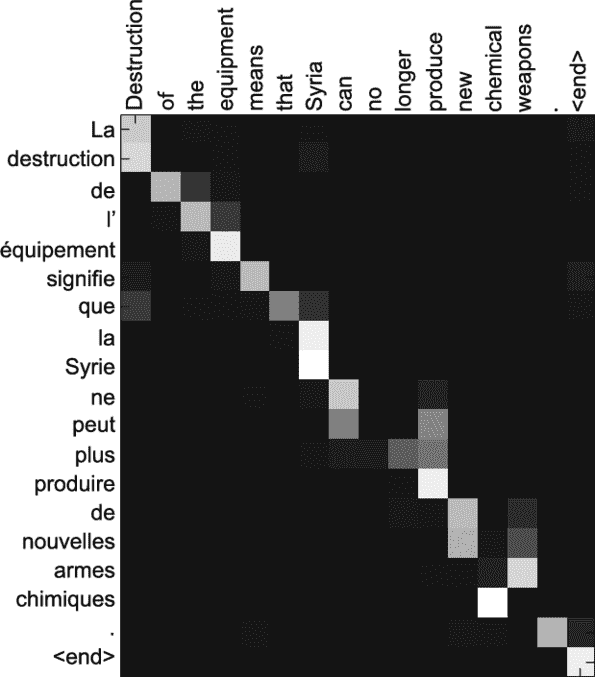 Destruction
of
the
equipment
means
that
Syria
can
no
longer
produce
new
chemical
weapons
.
<end>
La
destruction
de
l'
équipement
signifie
que
la
Syrie
ne
peut
plus
produire
de
nouvelles
armes
chimiques
.
<end>